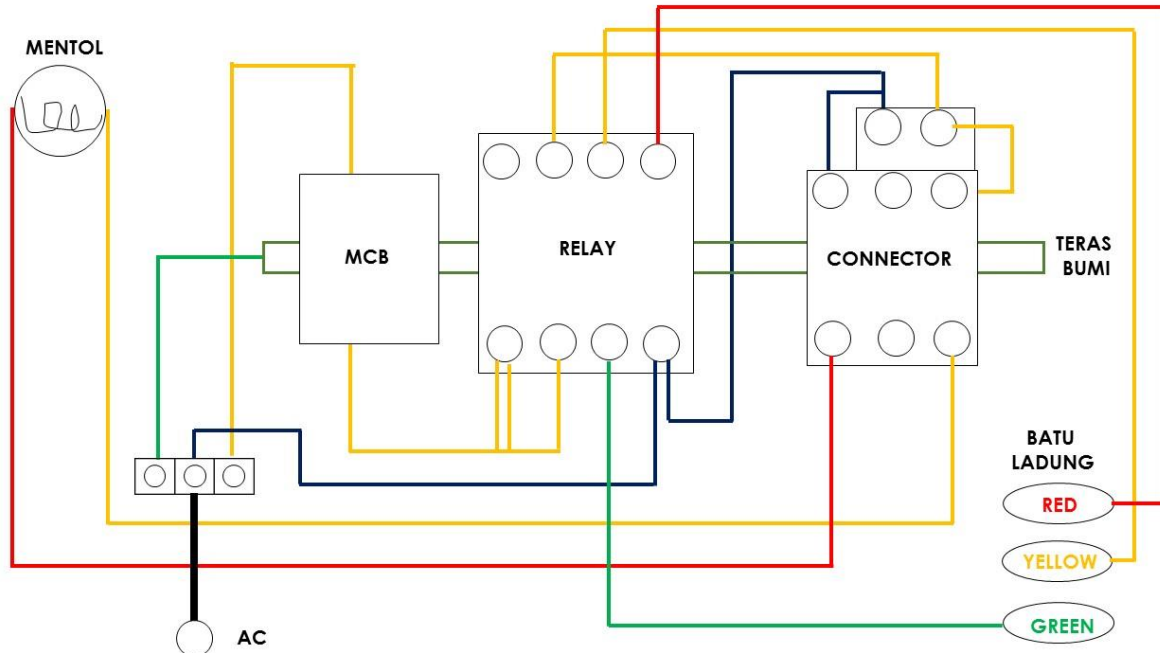 MENTOL
MCB
RELAY
CONNECTOR
TERAS
BUMI
BATU
LADUNG
RED
YELLOW
GREEN
AC